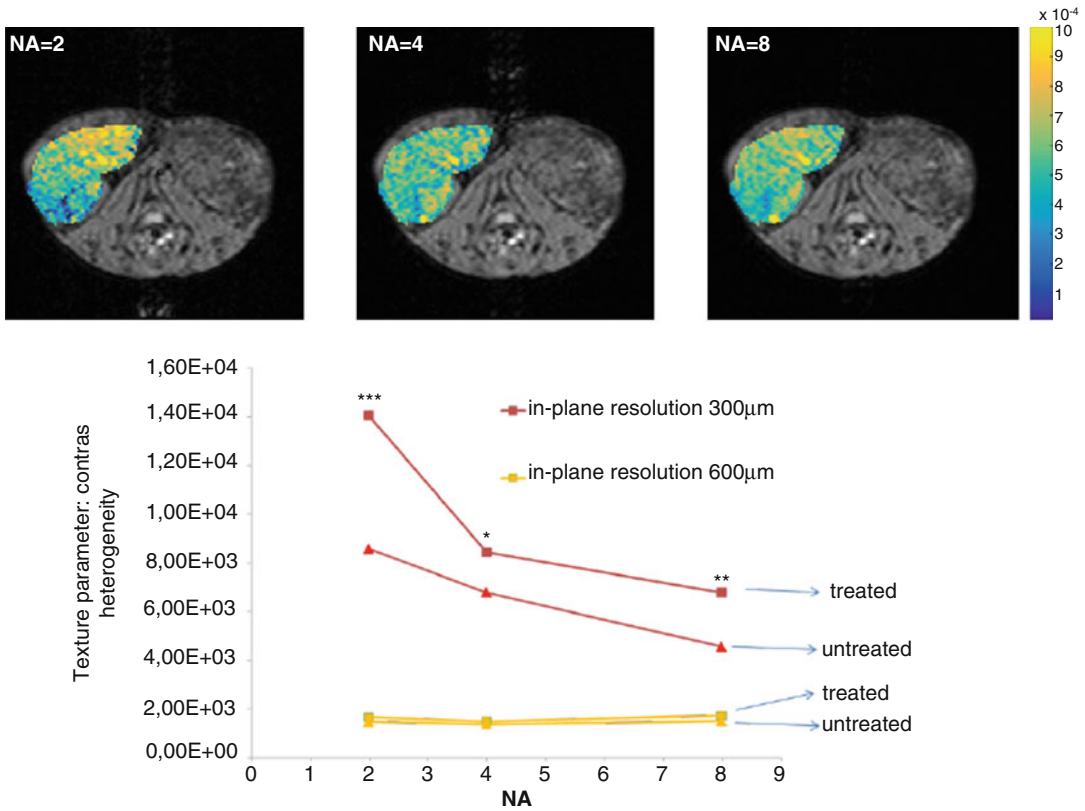 NA=2
NA=4
NA=8
x 10-4
10
9
8
7
6
5
4
3
2
1
Texture parameter: contras
heterogeneity
1,60E+04
1,40E+04
1,20E+04
1,00E+04
8,00E+03
6,00E+03
4,00E+03
2,00E+03
0,00E+00
***
*
**
in-plane resolution 300μm
in-plane resolution 600μm
treated
untreated
treated
untreated
0 1 2 3 4 5 6 7 8 9
NA